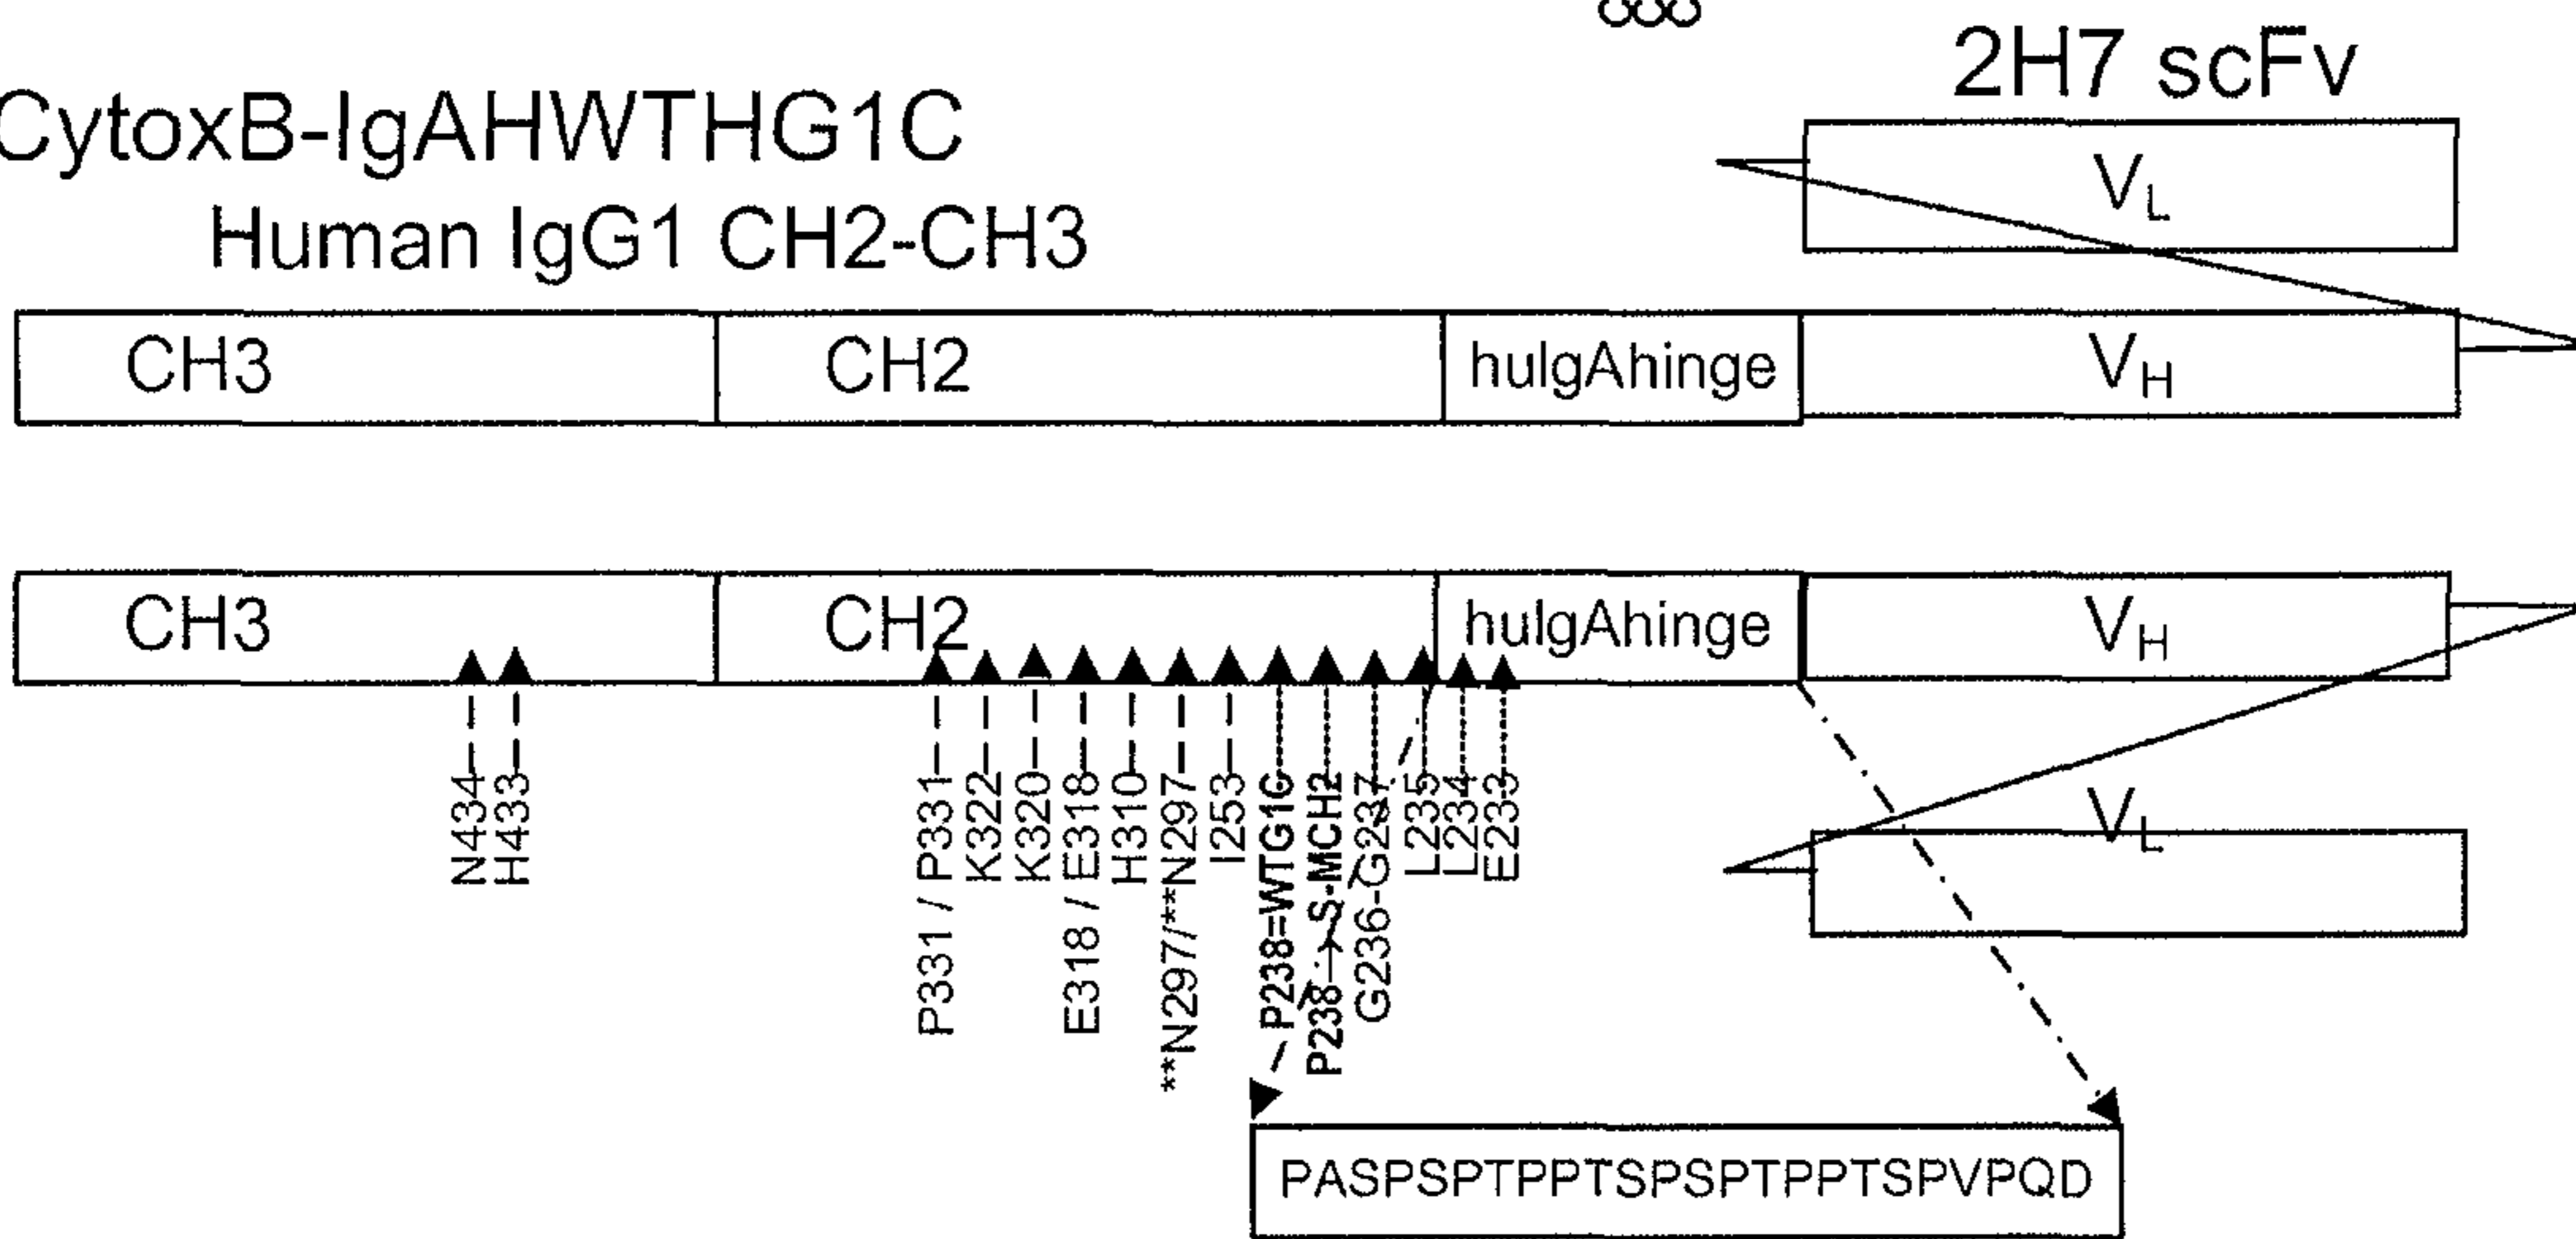 2H7 scFv
CytoxB-IgAHWTHG1C
Human IgG1 CH2-CH3
VL
CH3 CH2 huIgAhinge VH
CH3 CH2 huIgAhinge VH
VL
N434
H433
P331 / P331
K322
K320
E318 / E318
H310
**N297/**N297
I253
P238=WTG1C
P238→S-MCH2
G236-G237
L235
L234
E233
PASPSPTPPTSPSPTPPTSPVPQD